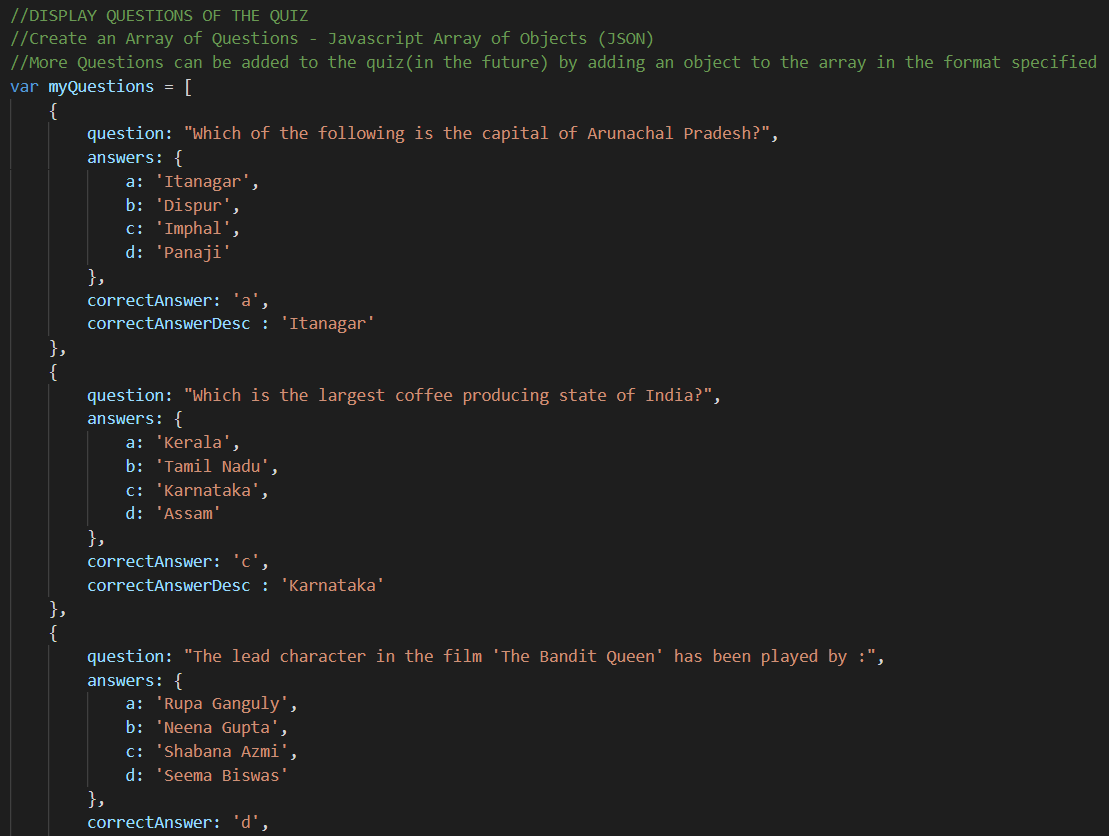 //DISPLAY QUESTIONS OF THE QUIZ
//Create an Array of Questions - Javascript Array of Objects (JSON)
//More Questions can be added to the quiz(in the future) by adding an object to the array in the format specified
var myQuestions = [
    {
        question: "Which of the following is the capital of Arunachal Pradesh?",
        answers: {
            a: 'Itanagar',
            b: 'Dispur',
            c: 'Imphal',
            d: 'Panaji'
        },
        correctAnswer: 'a',
        correctAnswerDesc : 'Itanagar'
    },
    {
        question: "Which is the largest coffee producing state of India?",
        answers: {
            a: 'Kerala',
            b: 'Tamil Nadu',
            c: 'Karnataka',
            d: 'Assam'
        },
        correctAnswer: 'c',
        correctAnswerDesc : 'Karnataka'
    },
    {
        question: "The lead character in the film 'The Bandit Queen' has been played by :",
        answers: {
            a: 'Rupa Ganguly',
            b: 'Neena Gupta',
            c: 'Shabana Azmi',
            d: 'Seema Biswas'
        },
        correctAnswer: 'd',